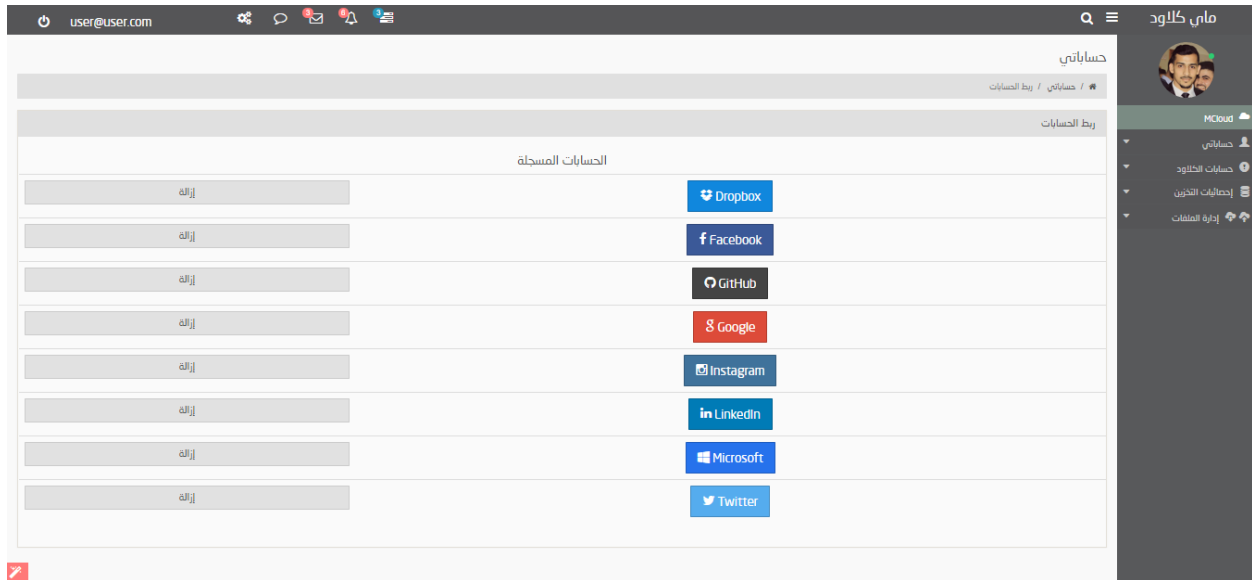 ماي كلاود
user@user.com
MCloud
حساباتي
حسابات الكلاود
إحصائيات التخزين
إدارة الملفات
حساباتي
/ حساباتي / ربط الحسابات
ربط الحسابات
الحسابات المسجلة
Dropbox إزالة
Facebook إزالة
GitHub إزالة
Google إزالة
Instagram إزالة
LinkedIn إزالة
Microsoft إزالة
Twitter إزالة